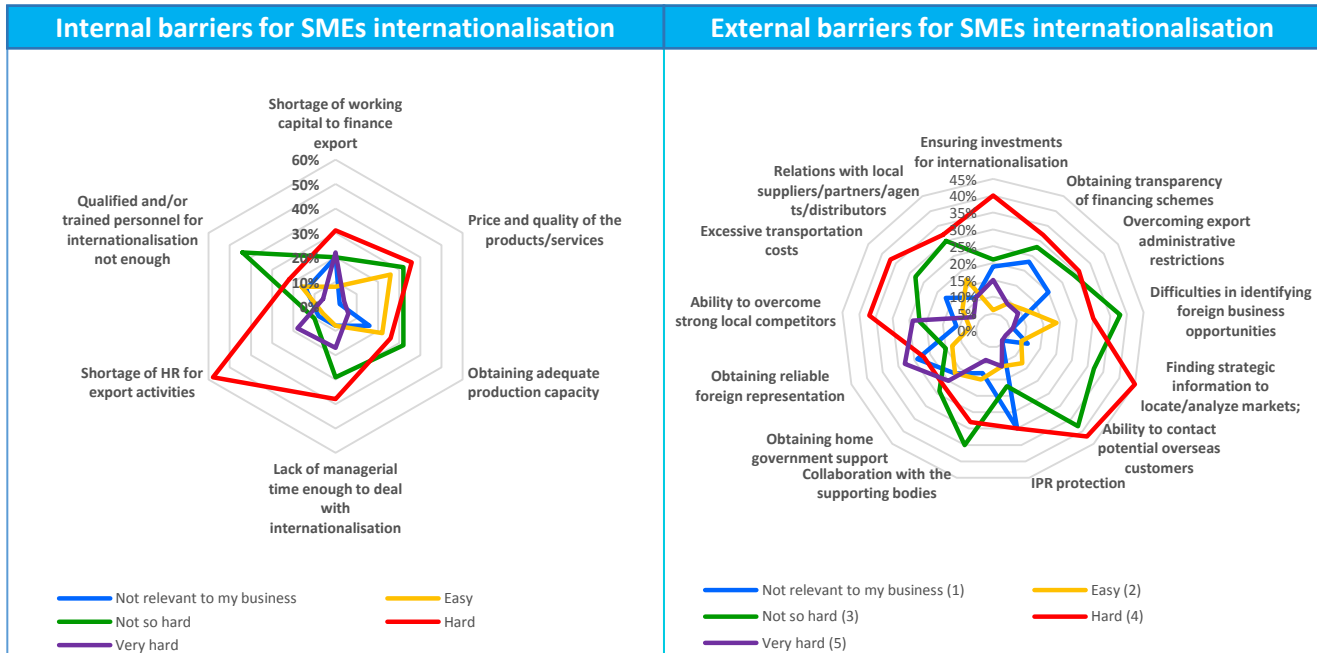 Internal barriers for SMEs internationalisation
Shortage of working
capital to finance
export
60%
50%
40%
30%
20%
10%
0%
Price and quality of the
products/services
Obtaining adequate
production capacity
Lack of managerial
time enough to deal
with
internationalisation
Shortage of HR for
export activities
Qualified and/or
trained personnel for
internationalisation
not enough
Not relevant to my business
Easy
Not so hard
Hard
Very hard
External barriers for SMEs internationalisation
Ensuring investments
for internationalisation
45%
40%
35%
30%
25%
20%
15%
10%
5%
0%
Obtaining transparency
of financing schemes
Overcoming export
administrative
restrictions
Difficulties in identifying
foreign business
opportunities
Finding strategic
information to
locate/analyze markets;
Ability to contact
potential overseas
customers
IPR protection
Collaboration with the
supporting bodies
Obtaining home
government support
Obtaining reliable
foreign representation
Ability to overcome
strong local competitors
Excessive transportation
costs
Relations with local
suppliers/partners/agen
ts/distributors
Not relevant to my business (1)
Easy (2)
Not so hard (3)
Hard (4)
Very hard (5)